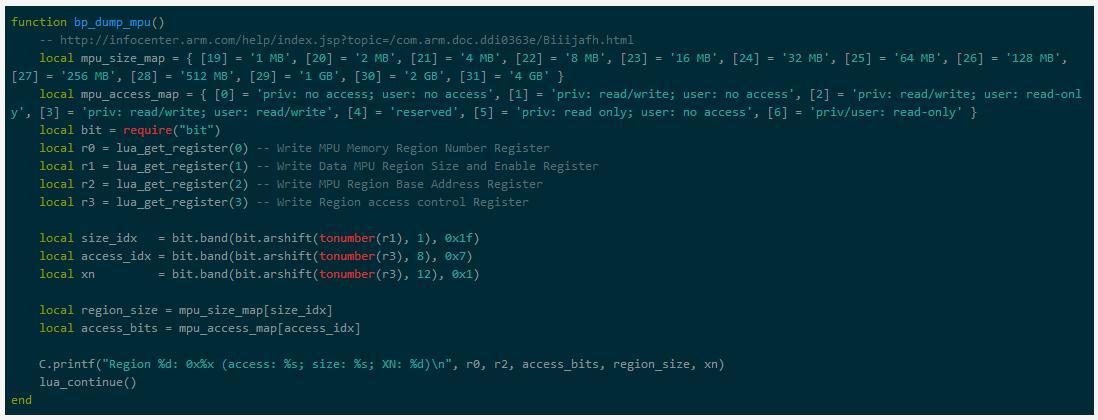 function bp_dump_mpu()
    -- http://infocenter.arm.com/help/index.jsp?topic=/com.arm.doc.ddi0363e/Biiijafh.html
    local mpu_size_map = { [19] = '1 MB', [20] = '2 MB', [21] = '4 MB', [22] = '8 MB', [23] = '16 MB', [24] = '32 MB', [25] = '64 MB', [26] = '128 MB',
[27] = '256 MB', [28] = '512 MB', [29] = '1 GB', [30] = '2 GB', [31] = '4 GB' }
    local mpu_access_map = { [0] = 'priv: no access; user: no access', [1] = 'priv: read/write; user: no access', [2] = 'priv: read/write; user: read-onl
y', [3] = 'priv: read/write; user: read/write', [4] = 'reserved', [5] = 'priv: read only; user: no access', [6] = 'priv/user: read-only' }
    local bit = require("bit")
    local r0 = lua_get_register(0) -- Write MPU Memory Region Number Register
    local r1 = lua_get_register(1) -- Write Data MPU Region Size and Enable Register
    local r2 = lua_get_register(2) -- Write MPU Region Base Address Register
    local r3 = lua_get_register(3) -- Write Region access control Register

    local size_idx   = bit.band(bit.arshift(tonumber(r1), 1), 0x1f)
    local access_idx = bit.band(bit.arshift(tonumber(r3), 8), 0x7)
    local xn         = bit.band(bit.arshift(tonumber(r3), 12), 0x1)

    local region_size = mpu_size_map[size_idx]
    local access_bits = mpu_access_map[access_idx]

    C.printf("Region %d: 0x%x (access: %s; size: %s; XN: %d)\n", r0, r2, access_bits, region_size, xn)
    lua_continue()
end